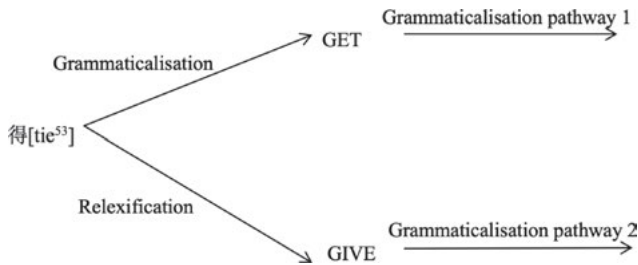 Grammaticalisation pathway 1
GET
Grammaticalisation
得[tie⁵³]
Relexification
Grammaticalisation pathway 2
GIVE